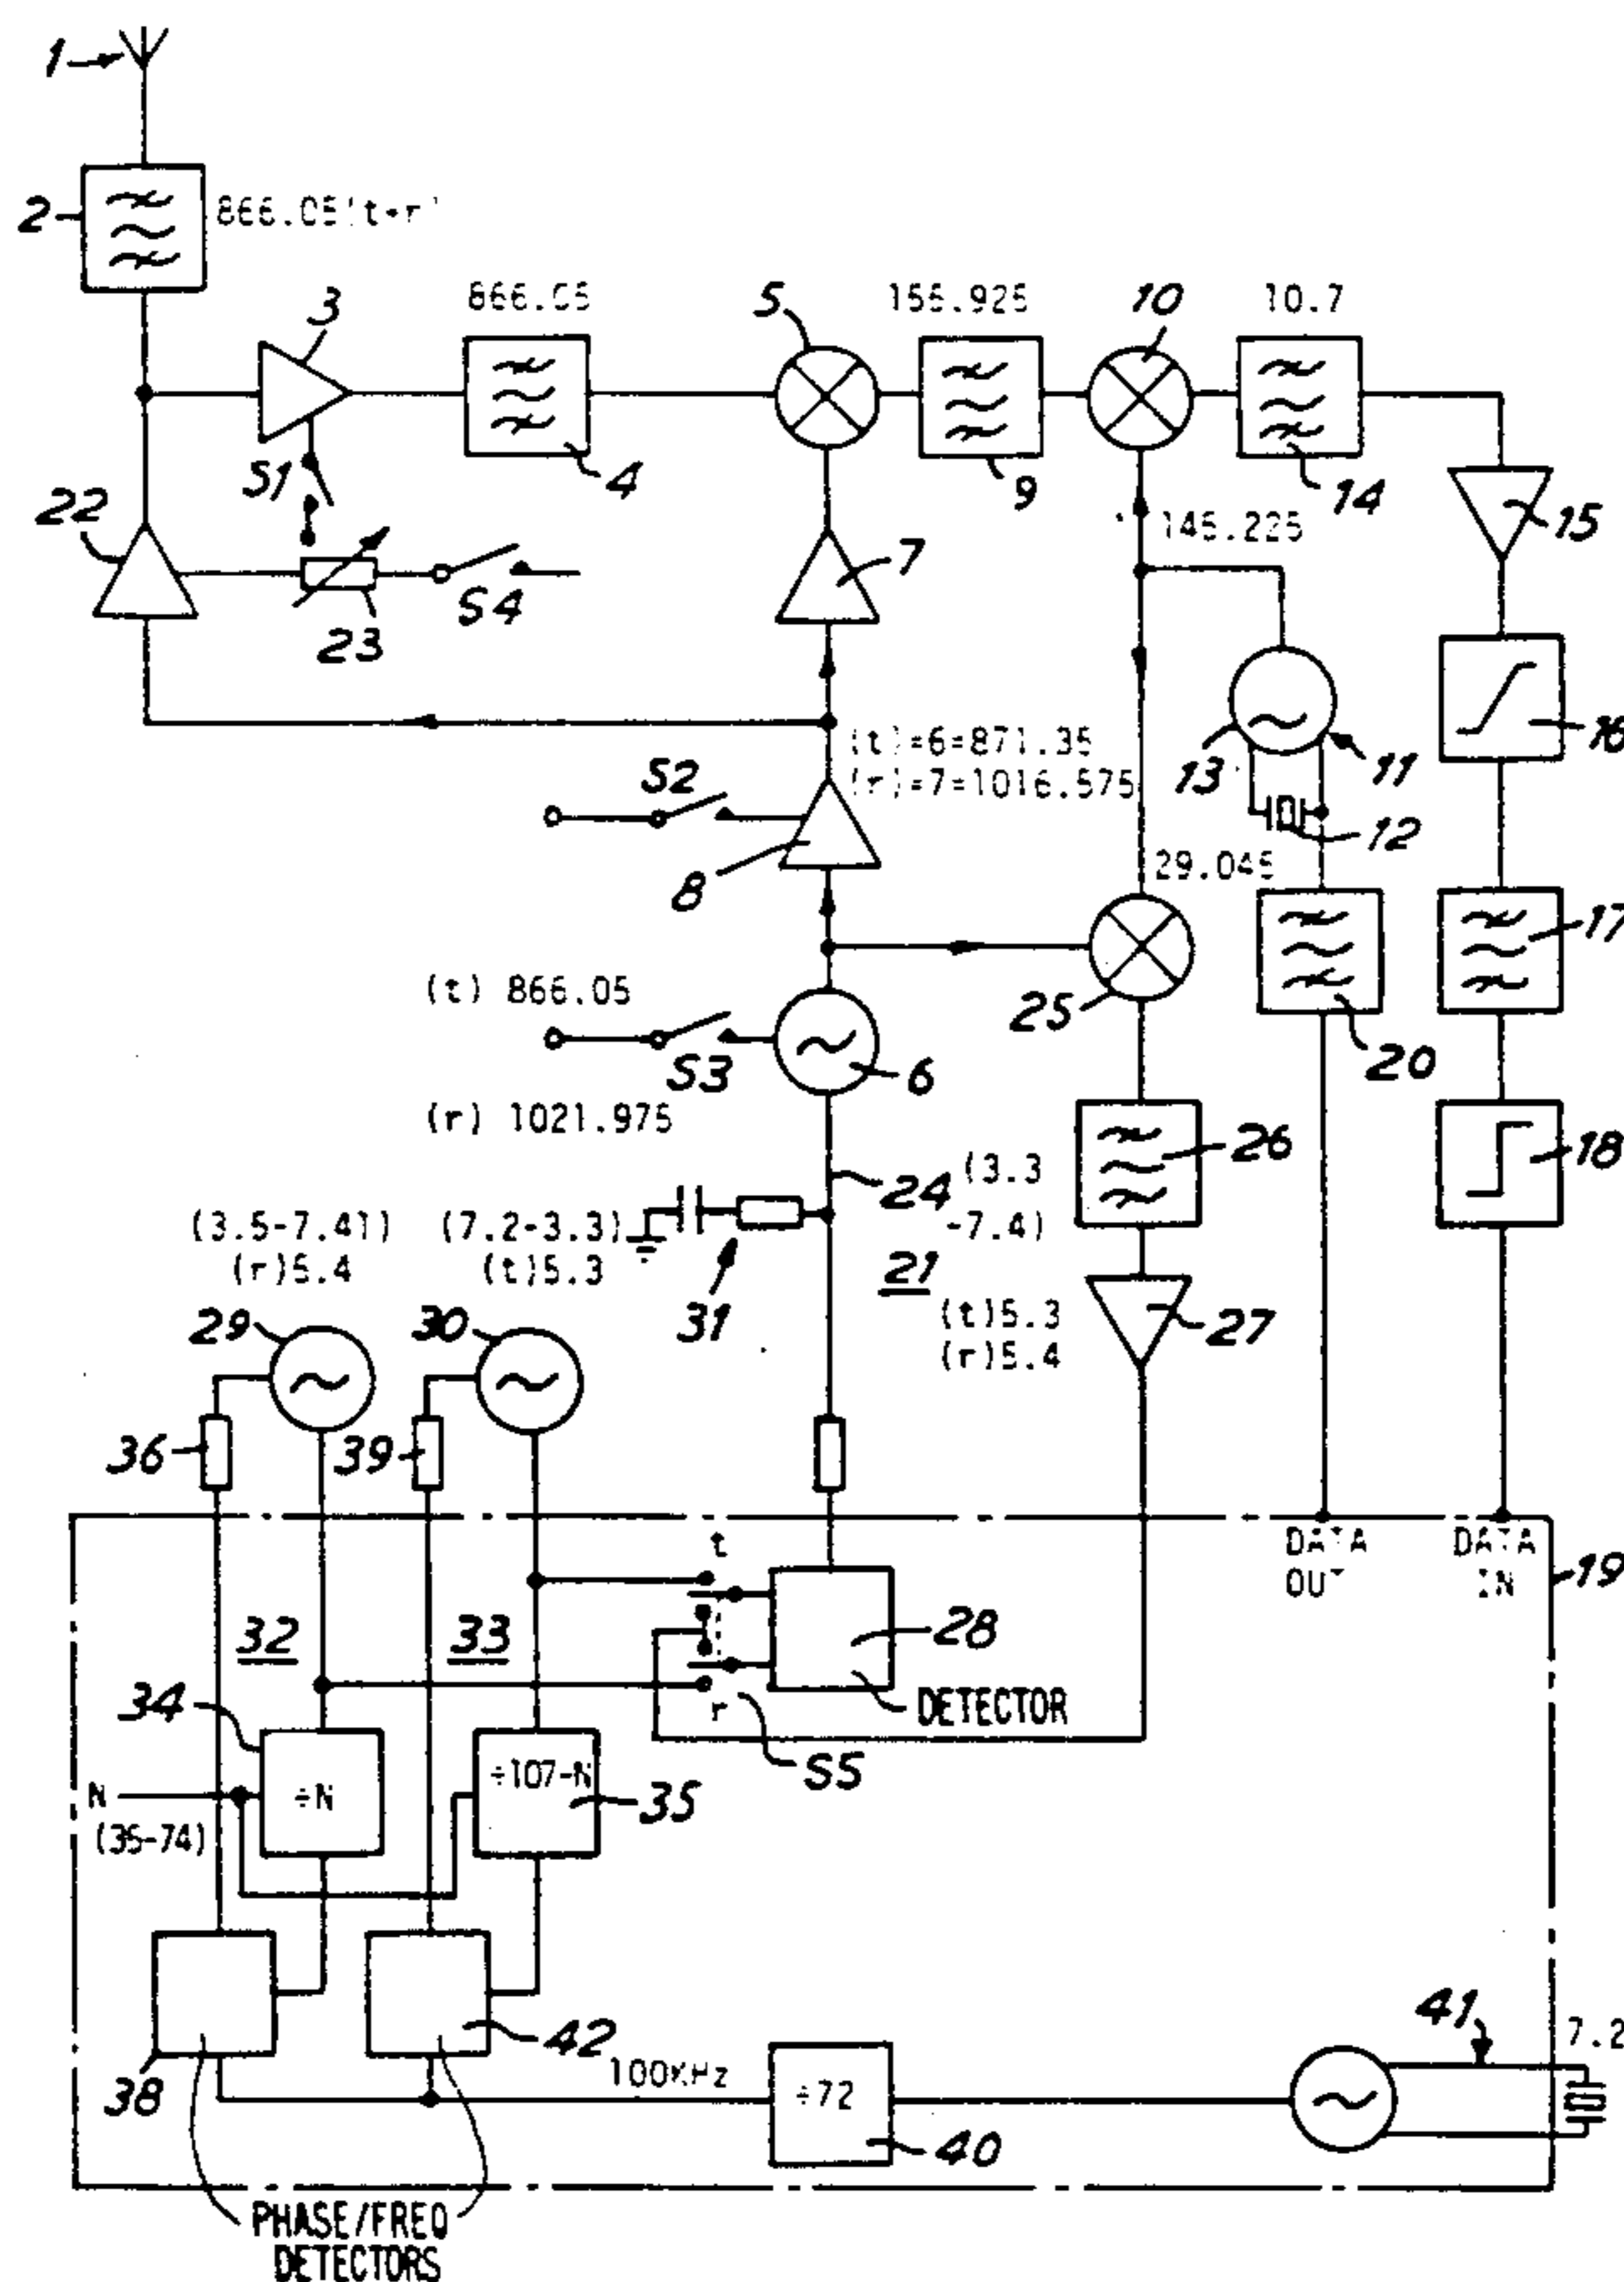 1
2
866.05(t+r)
3
866.05
5
155.925
10
10.7
S1
4
9
14
22
145.225
15
7
23
S4
16
(t)=6=871.35
S2
13
11
(r)=7=1016.575
12
8
29.045
17
(t) 866.05
25
20
S3
6
(r) 1021.975
26
18
24
(3.3
-7.4)
(3.5-7.41)
(7.2-3.3)
(r)5.4
(t)5.3
21
31
(t)5.3
27
29
30
(r)5.4
36
39
t
DATA
OUT
DATA
IN
19
32
33
28
34
r
DETECTOR
S5
N
÷N
÷107-N
35
(35-74)
41
7.2
42
100KHz
÷72
38
40
PHASE/FREQ
DETECTORS